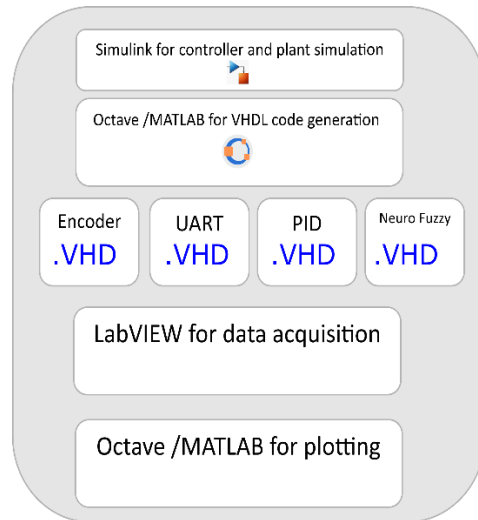 Simulink for controller and plant simulation
Octave /MATLAB for VHDL code generation
Encoder
.VHD
UART
.VHD
PID
.VHD
Neuro Fuzzy
.VHD
LabVIEW for data acquisition
Octave /MATLAB for plotting